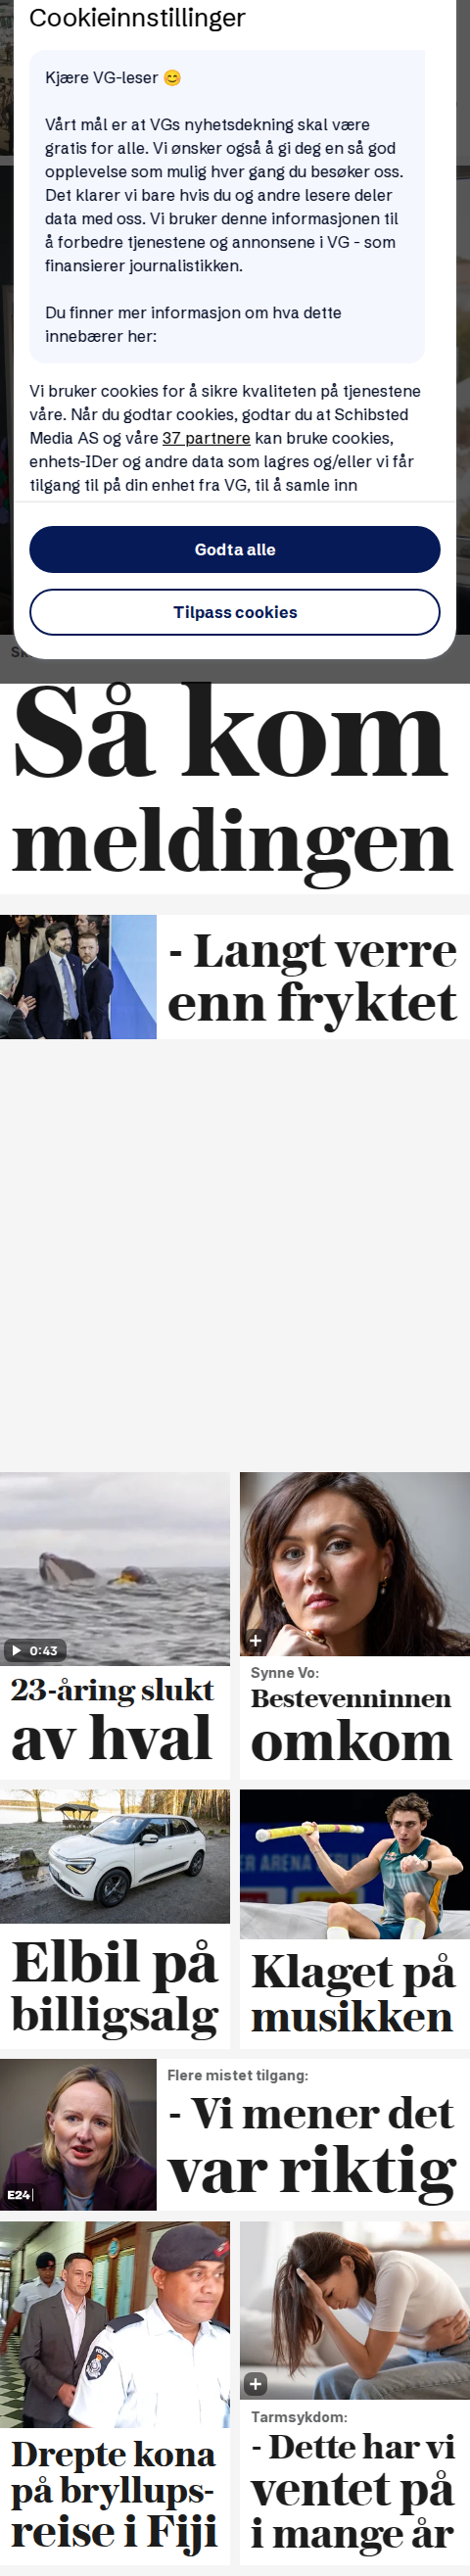 Kookieinnstillinger
Kjære VG-leser 😊
Vårt mål er at VGs nyhetsdekning skal være
gratis for alle. Vi ønsker også å gi deg en så god
opplevelse som mulig hver gang du besøker oss.
Det klarer vi bare hvis du og andre lesere deler
data med oss. Vi bruker denne informasjonen til
å forbedre tjenestene og annonsene i VG - som
finansierer journalistikken.
Du finner mer informasjon om hva dette
innebærer her:
Vi bruker cookies for å sikre kvaliteten på tjenestene
våre. Når du godtar cookies, godtar du at Schibsted
Media AS og våre 37 partnere kan bruke cookies,
enhets-IDer og andre data som lagres og/eller vi får
tilgang til på din enhet fra VG, til å samle inn
Godta alle
Tilpass cookies
Så kom
meldingen
- Langt verre
enn fryktet
0:43
23-åring slukt
av hval
Synne Vo:
Bestevenninnen
omkom
Elbil på
billigsalg
Klaget på
musikken
Flere mistet tilgang:
- Vi mener det
var riktig
E24
Drepte kona
på bryllups-
reise i Fiji
Tarmsykdom:
- Dette har vi
ventet på
i mange år